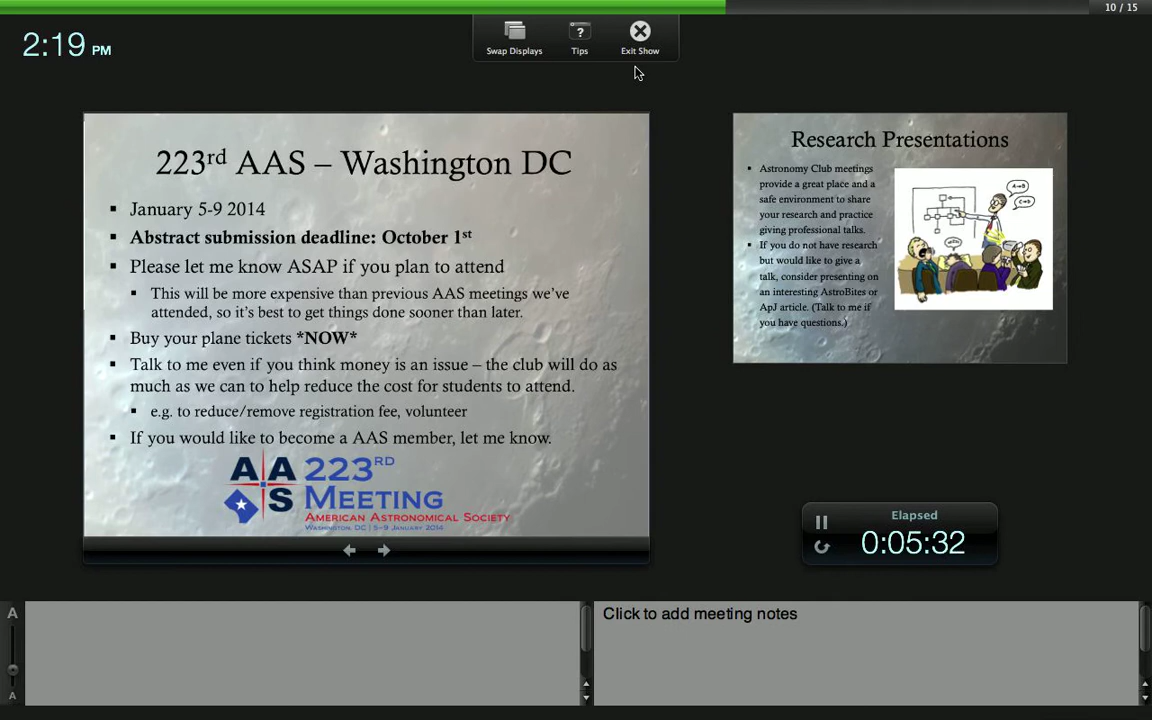 10 / 15
2:19 PM
Swap Displays
Tips
Exit Show
223rd AAS – Washington DC
▪ January 5-9 2014
▪ Abstract submission deadline: October 1st
▪ Please let me know ASAP if you plan to attend
▪ This will be more expensive than previous AAS meetings we’ve
attended, so it’s best to get things done sooner than later.
▪ Buy your plane tickets *NOW*
▪ Talk to me even if you think money is an issue – the club will do as
much as we can to help reduce the cost for students to attend.
▪ e.g. to reduce/remove registration fee, volunteer
▪ If you would like to become a AAS member, let me know.
AAS
223RD
MEETING
AMERICAN ASTRONOMICAL SOCIETY
WASHINGTON, DC | 5–9 JANUARY 2014
Research Presentations
▪ Astronomy Club meetings
provide a great place and a
safe environment to share
your research and practice
giving professional talks.
▪ If you do not have research
but would like to give a
talk, consider presenting on
an interesting AstroBites or
ApJ article. (Talk to me if
you have questions.)
Elapsed
0:05:32
A
A
Click to add meeting notes